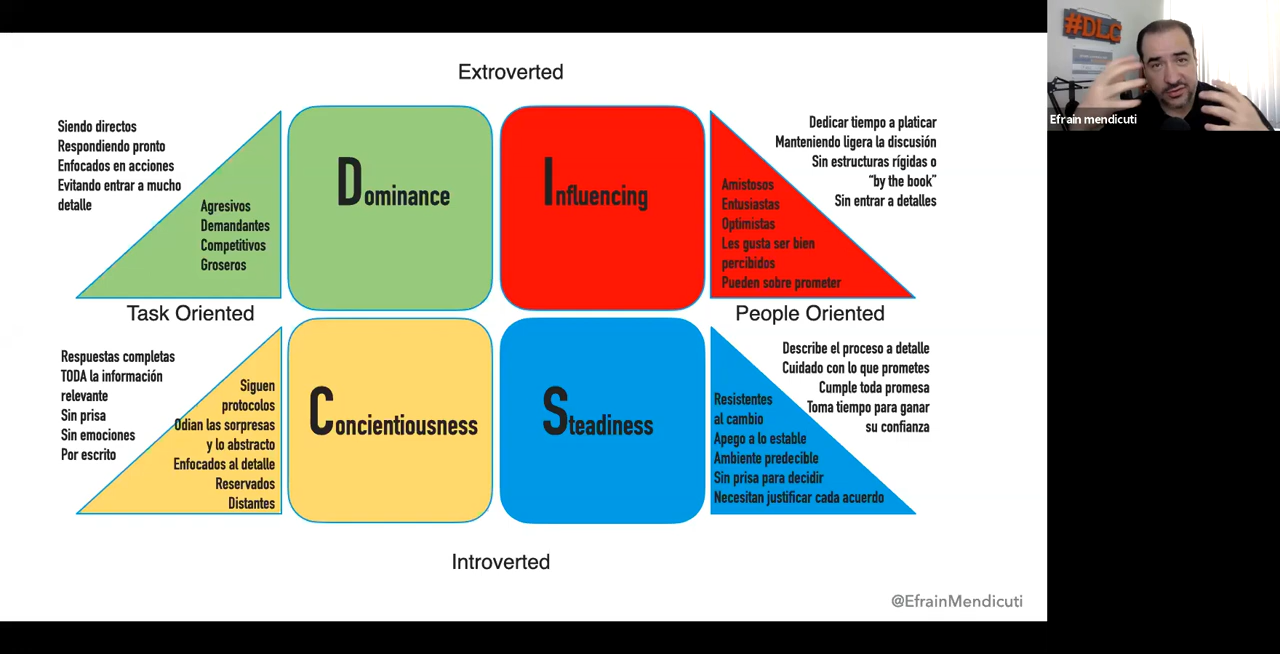 #DLC
Efrain mendicuti
Extroverted
Siendo directos
Respondiendo pronto
Enfocados en acciones
Evitando entrar a mucho
detalle
Agresivos
Demandantes
Competitivos
Groseros
Dominance
Influencing
Amistosos
Entusiastas
Optimistas
Les gusta ser bien
percibidos
Pueden sobre prometer
Dedicar tiempo a platicar
Manteniendo ligera la discusión
Sin estructuras rígidas o
“by the book”
Sin entrar a detalles
Task Oriented
People Oriented
Respuestas completas
TODA la información
relevante
Sin prisa
Sin emociones
Por escrito
Siguen
protocolos
Odian las sorpresas
y lo abstracto
Enfocados al detalle
Reservados
Distantes
Concientiousness
Steadiness
Resistentes
al cambio
Apego a lo estable
Ambiente predecible
Sin prisa para decidir
Necesitan justificar cada acuerdo
Describe el proceso a detalle
Cuidado con lo que prometes
Cumple toda promesa
Toma tiempo para ganar
su confianza
Introverted
@EfrainMendicuti